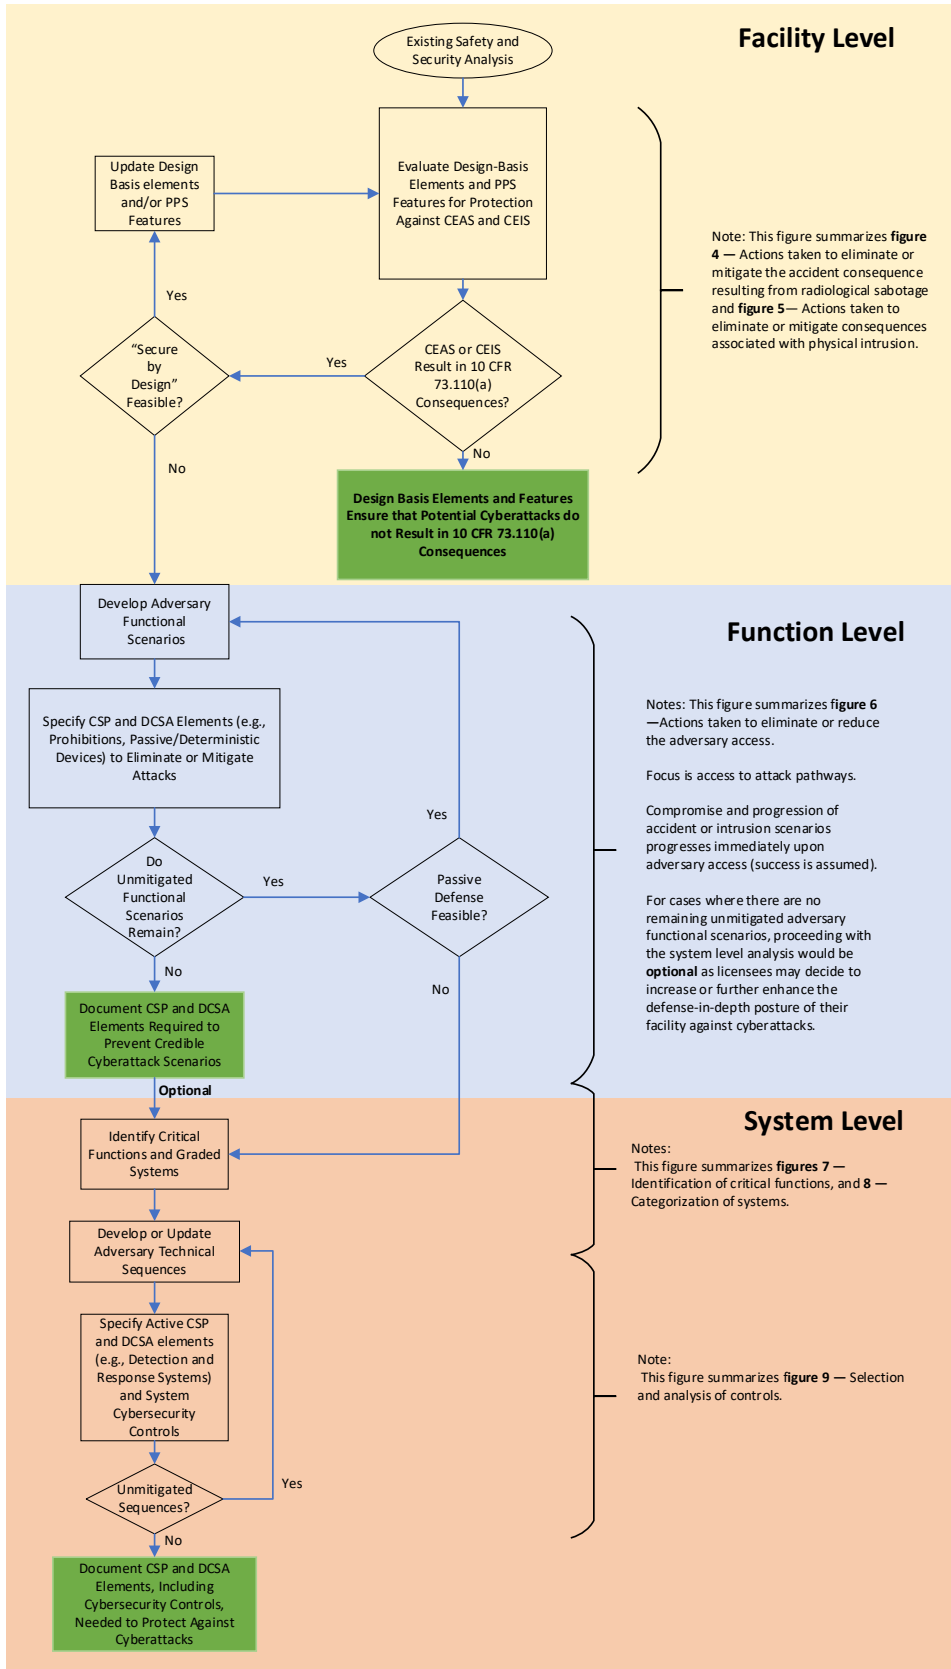 Facility Level
Existing Safety and
Security Analysis
Update Design
Basis elements
and/or PPS
Features
Evaluate Design-Basis
Elements and PPS
Features for Protection
Against CEAS and CEIS
Note: This figure summarizes figure
4 — Actions taken to eliminate or
mitigate the accident consequence
resulting from radiological sabotage
and figure 5— Actions taken to
eliminate or mitigate consequences
associated with physical intrusion.
Yes
"Secure
by
Design"
Feasible?
Yes
CEAS or CEIS
Result in 10 CFR
73.110(a)
Consequences?
No
No
Design Basis Elements and Features
Ensure that Potential Cyberattacks do
not Result in 10 CFR 73.110(a)
Consequences
Function Level
Develop Adversary
Functional
Scenarios
Specify CSP and DCSA Elements (e.g.,
Prohibitions, Passive/Deterministic
Devices) to Eliminate or Mitigate
Attacks
Notes: This figure summarizes figure 6
—Actions taken to eliminate or reduce
the adversary access.
Focus is access to attack pathways.
Compromise and progression of
accident or intrusion scenarios
progresses immediately upon
adversary access (success is assumed).
For cases where there are no
remaining unmitigated adversary
functional scenarios, proceeding with
the system level analysis would be
optional as licensees may decide to
increase or further enhance the
defense-in-depth posture of their
facility against cyberattacks.
Yes
Do
Unmitigated
Functional
Scenarios
Remain?
Yes
Passive
Defense
Feasible?
No
No
Document CSP and DCSA
Elements Required to
Prevent Credible
Cyberattack Scenarios
Optional
System Level
Identify Critical
Functions and Graded
Systems
Notes:
This figure summarizes figures 7 —
Identification of critical functions, and 8 —
Categorization of systems.
Develop or Update
Adversary Technical
Sequences
Specify Active CSP
and DCSA elements
(e.g., Detection and
Response Systems)
and System
Cybersecurity
Controls
Note:
This figure summarizes figure 9 — Selection
and analysis of controls.
Unmitigated
Sequences?
Yes
No
Document CSP and DCSA
Elements, Including
Cybersecurity Controls,
Needed to Protect Against
Cyberattacks